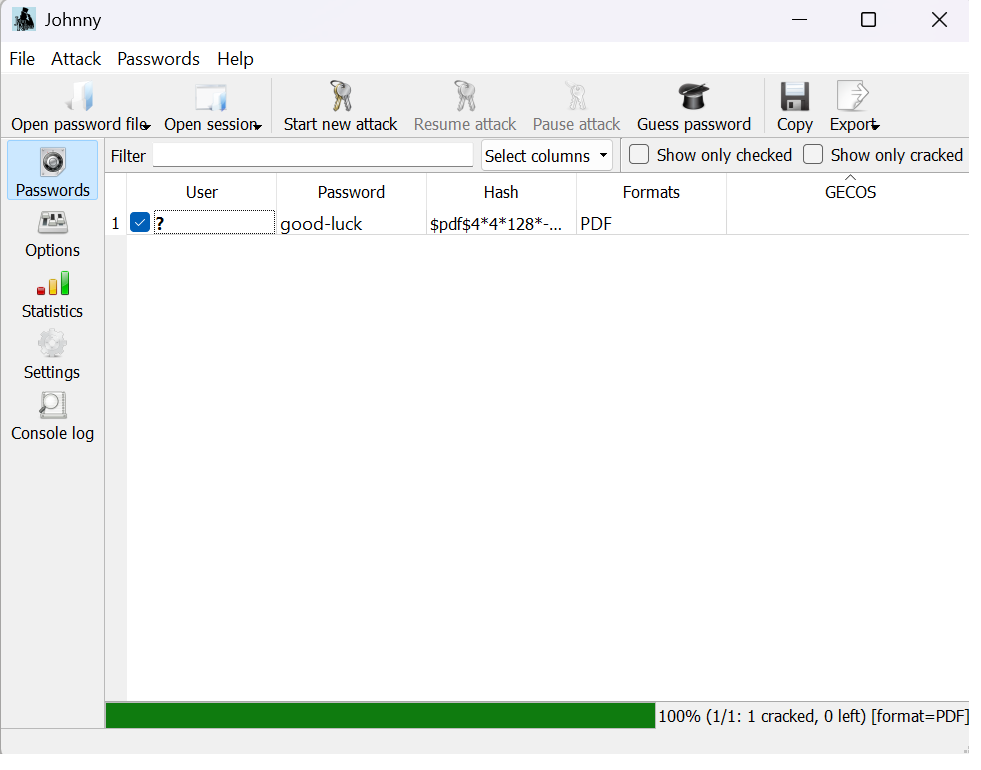 Johnny
File Attack Passwords Help
Open password file Open session Start new attack Resume attack Pause attack Guess password Copy Export
Passwords
Filter Select columns Show only checked Show only cracked
User Password Hash Formats GECOS
1 ? good-luck $pdf$4*4*128*-... PDF
Options
Statistics
Settings
Console log
100% (1/1: 1 cracked, 0 left) [format=PDF]